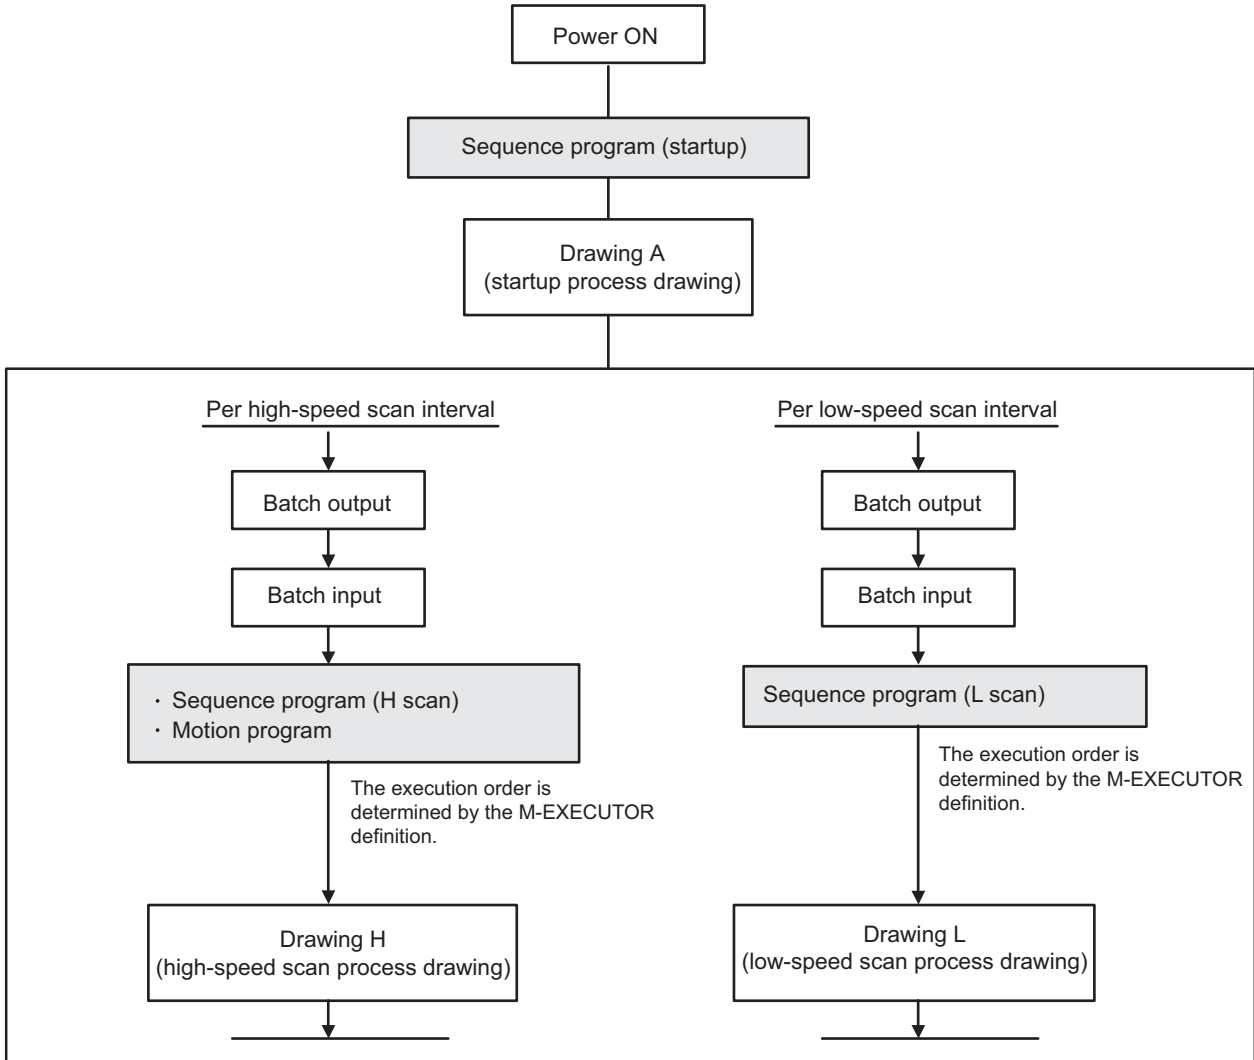 Power ON
Sequence program (startup)
Drawing A
(startup process drawing)
Per high-speed scan interval
Batch output
Batch input
・ Sequence program (H scan)
・ Motion program
The execution order is
determined by the M-EXECUTOR
definition.
Drawing H
(high-speed scan process drawing)
Per low-speed scan interval
Batch output
Batch input
Sequence program (L scan)
The execution order is
determined by the M-EXECUTOR
definition.
Drawing L
(low-speed scan process drawing)